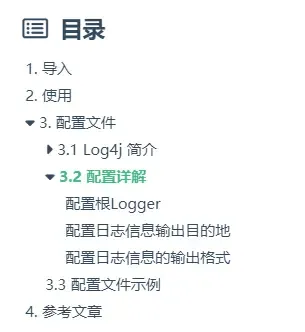 目录
1. 导入
2. 使用
3. 配置文件
3.1 Log4j 简介
3.2 配置详解
配置根Logger
配置日志信息输出目的地
配置日志信息的输出格式
3.3 配置文件示例
4. 参考文章